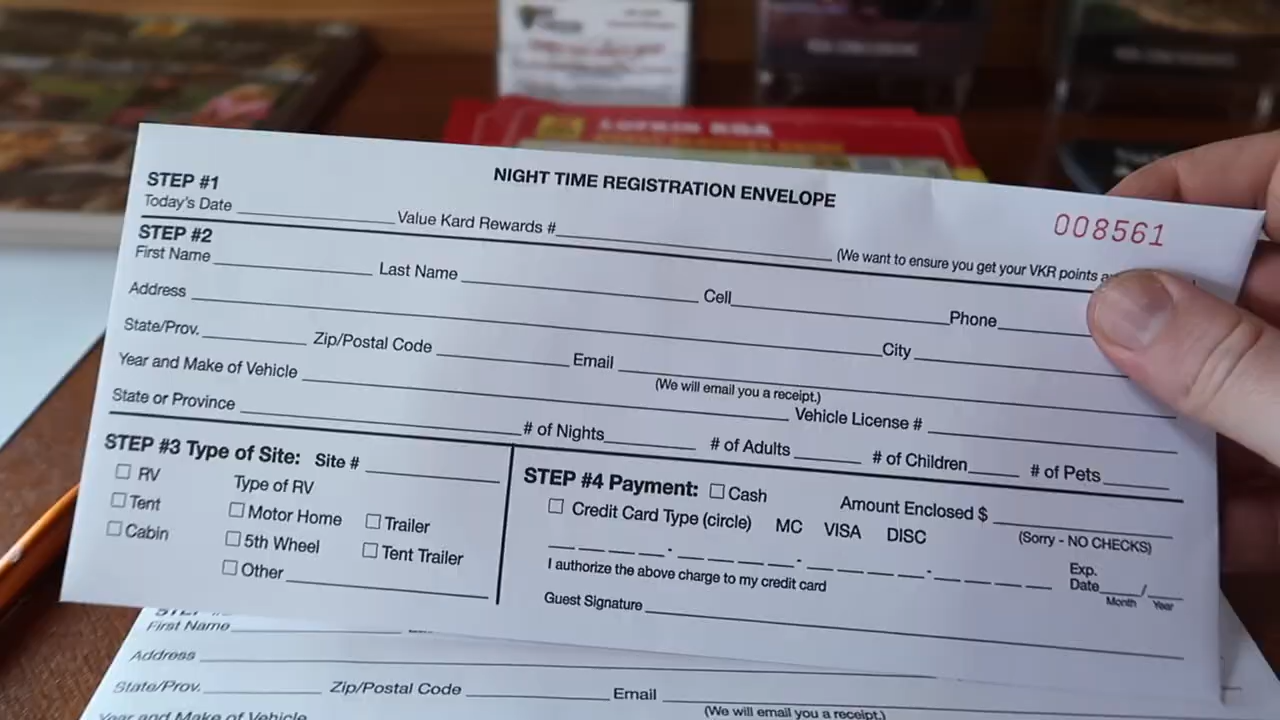 LUFKIN KOA
NIGHT TIME REGISTRATION ENVELOPE
008561
STEP #1
Today's Date Value Kard Rewards # (We want to ensure you get your VKR points
STEP #2
First Name Last Name Cell Phone
Address City
State/Prov. Zip/Postal Code Email
(We will email you a receipt.)
Year and Make of Vehicle Vehicle License #
State or Province # of Nights # of Adults # of Children # of Pets
STEP #3 Type of Site: Site #
RV
Tent
Cabin
Type of RV
Motor Home Trailer
5th Wheel Tent Trailer
Other
STEP #4 Payment: Cash Amount Enclosed $
(Sorry - NO CHECKS)
Credit Card Type (circle) MC VISA DISC
I authorize the above charge to my credit card
Exp.
Date /
Month Year
Guest Signature
First Name
Address
State/Prov. Zip/Postal Code Email
(We will email you a receipt.)
Year and Make of Vehicle